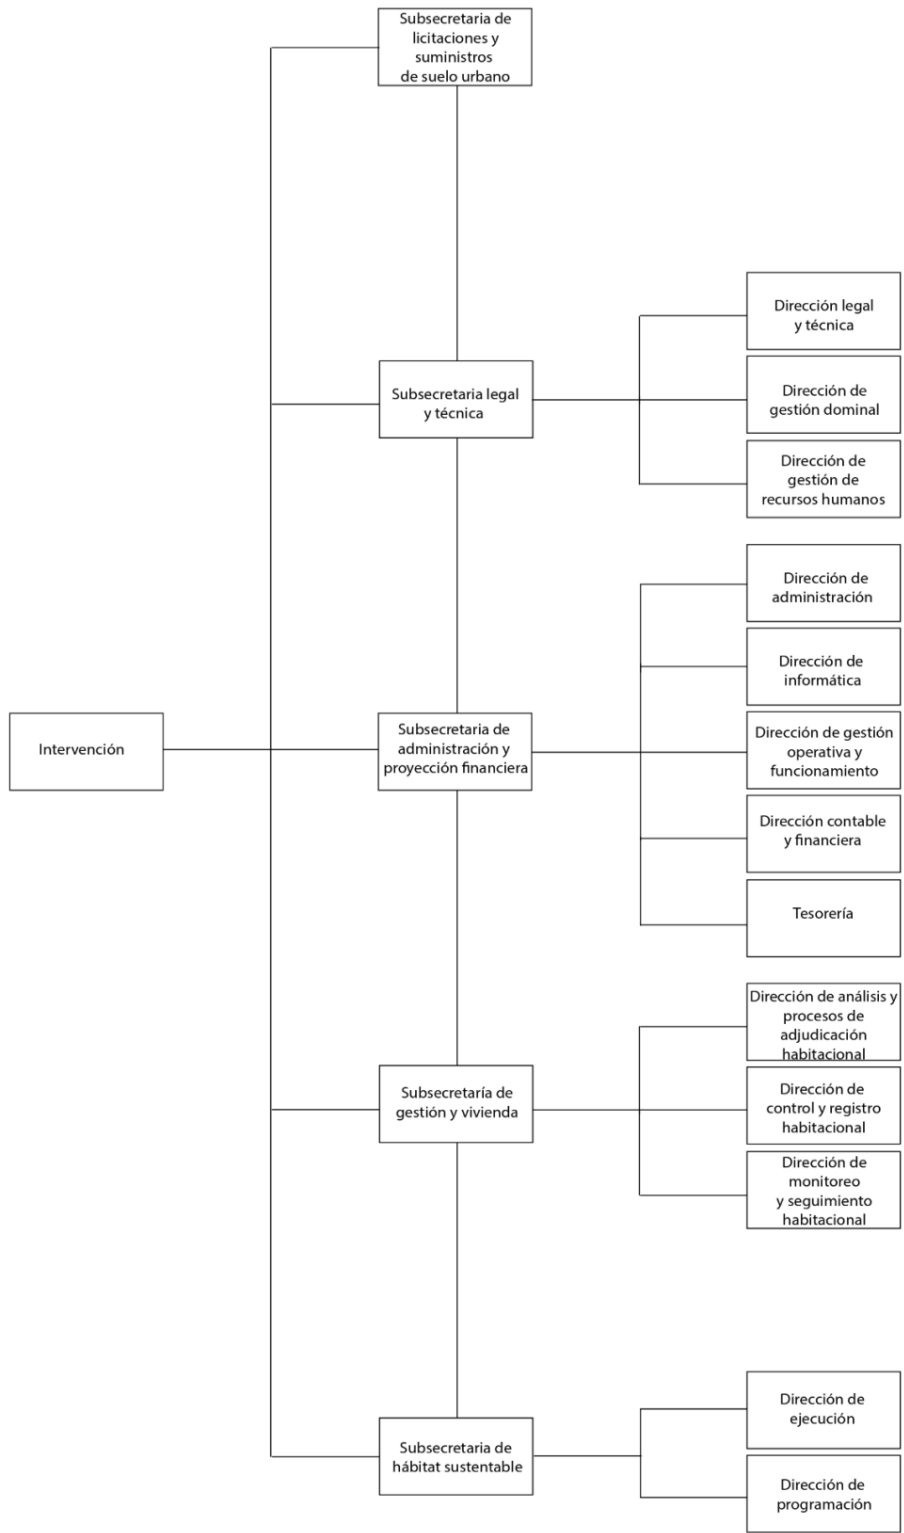 Subsecretaria de
licitaciones y
suministros
de suelo urbano
Dirección legal
y técnica
Subsecretaria legal
y técnica
Dirección de
gestión dominal
Dirección de
gestión de
recursos humanos
Dirección de
administración
Dirección de
informática
Intervención
Subsecretaria de
administración y
proyección financiera
Dirección de gestión
operativa y
funcionamiento
Dirección contable
y financiera
Tesorería
Dirección de análisis y
procesos de
adjudicación
habitacional
Subsecretaría de
gestión y vivienda
Dirección de
control y registro
habitacional
Dirección de
monitoreo
y seguimiento
habitacional
Dirección de
ejecución
Subsecretaria de
hábitat sustentable
Dirección de
programación